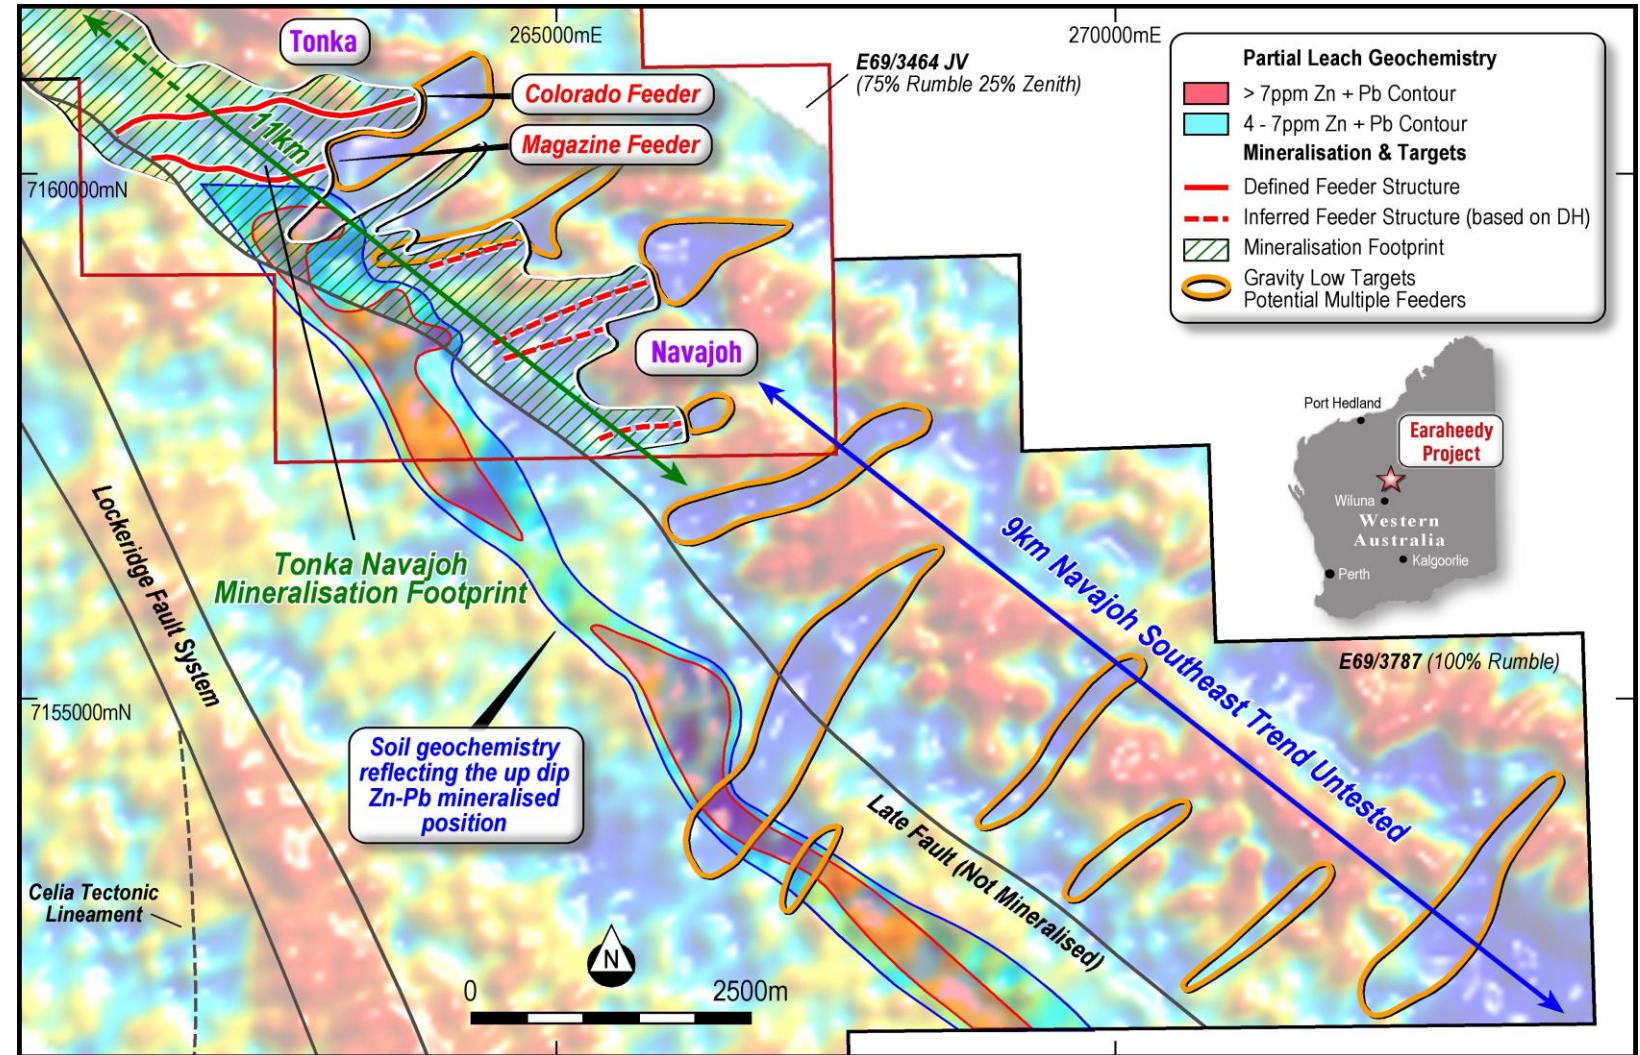 Tonka
265000mE
270000mE
E69/3464 JV
(75% Rumble 25% Zenith)
Colorado Feeder
Magazine Feeder
11km
7160000mN
Partial Leach Geochemistry
> 7ppm Zn + Pb Contour
4 - 7ppm Zn + Pb Contour
Mineralisation & Targets
Defined Feeder Structure
Inferred Feeder Structure (based on DH)
Mineralisation Footprint
Gravity Low Targets
Potential Multiple Feeders
Navajoh
Port Hedland
Earaheedy
Project
Wiluna
Western
Australia
Kalgoorlie
Perth
Lockeridge Fault System
Tonka Navajoh
Mineralisation Footprint
9km Navajoh Southeast Trend Untested
E69/3787 (100% Rumble)
7155000mN
Soil geochemistry
reflecting the up dip
Zn-Pb mineralised
position
Late Fault (Not Mineralised)
Celia Tectonic
Lineament
N
0
2500m